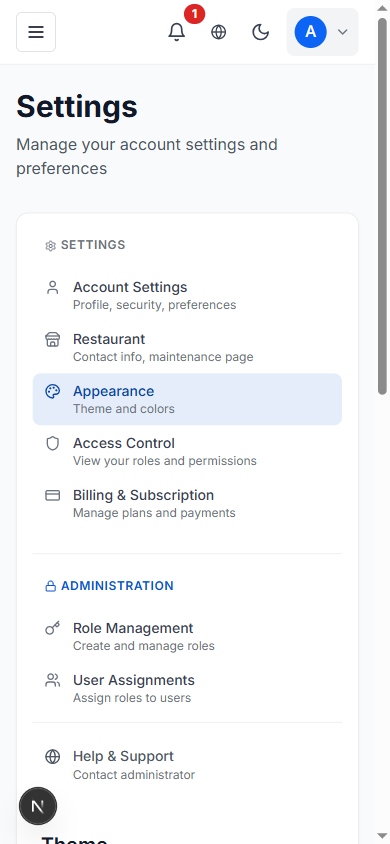 1
A
Settings
Manage your account settings and
preferences
SETTINGS
Account Settings
Profile, security, preferences
Restaurant
Contact info, maintenance page
Appearance
Theme and colors
Access Control
View your roles and permissions
Billing & Subscription
Manage plans and payments
ADMINISTRATION
Role Management
Create and manage roles
User Assignments
Assign roles to users
Help & Support
Contact administrator
N
Theme